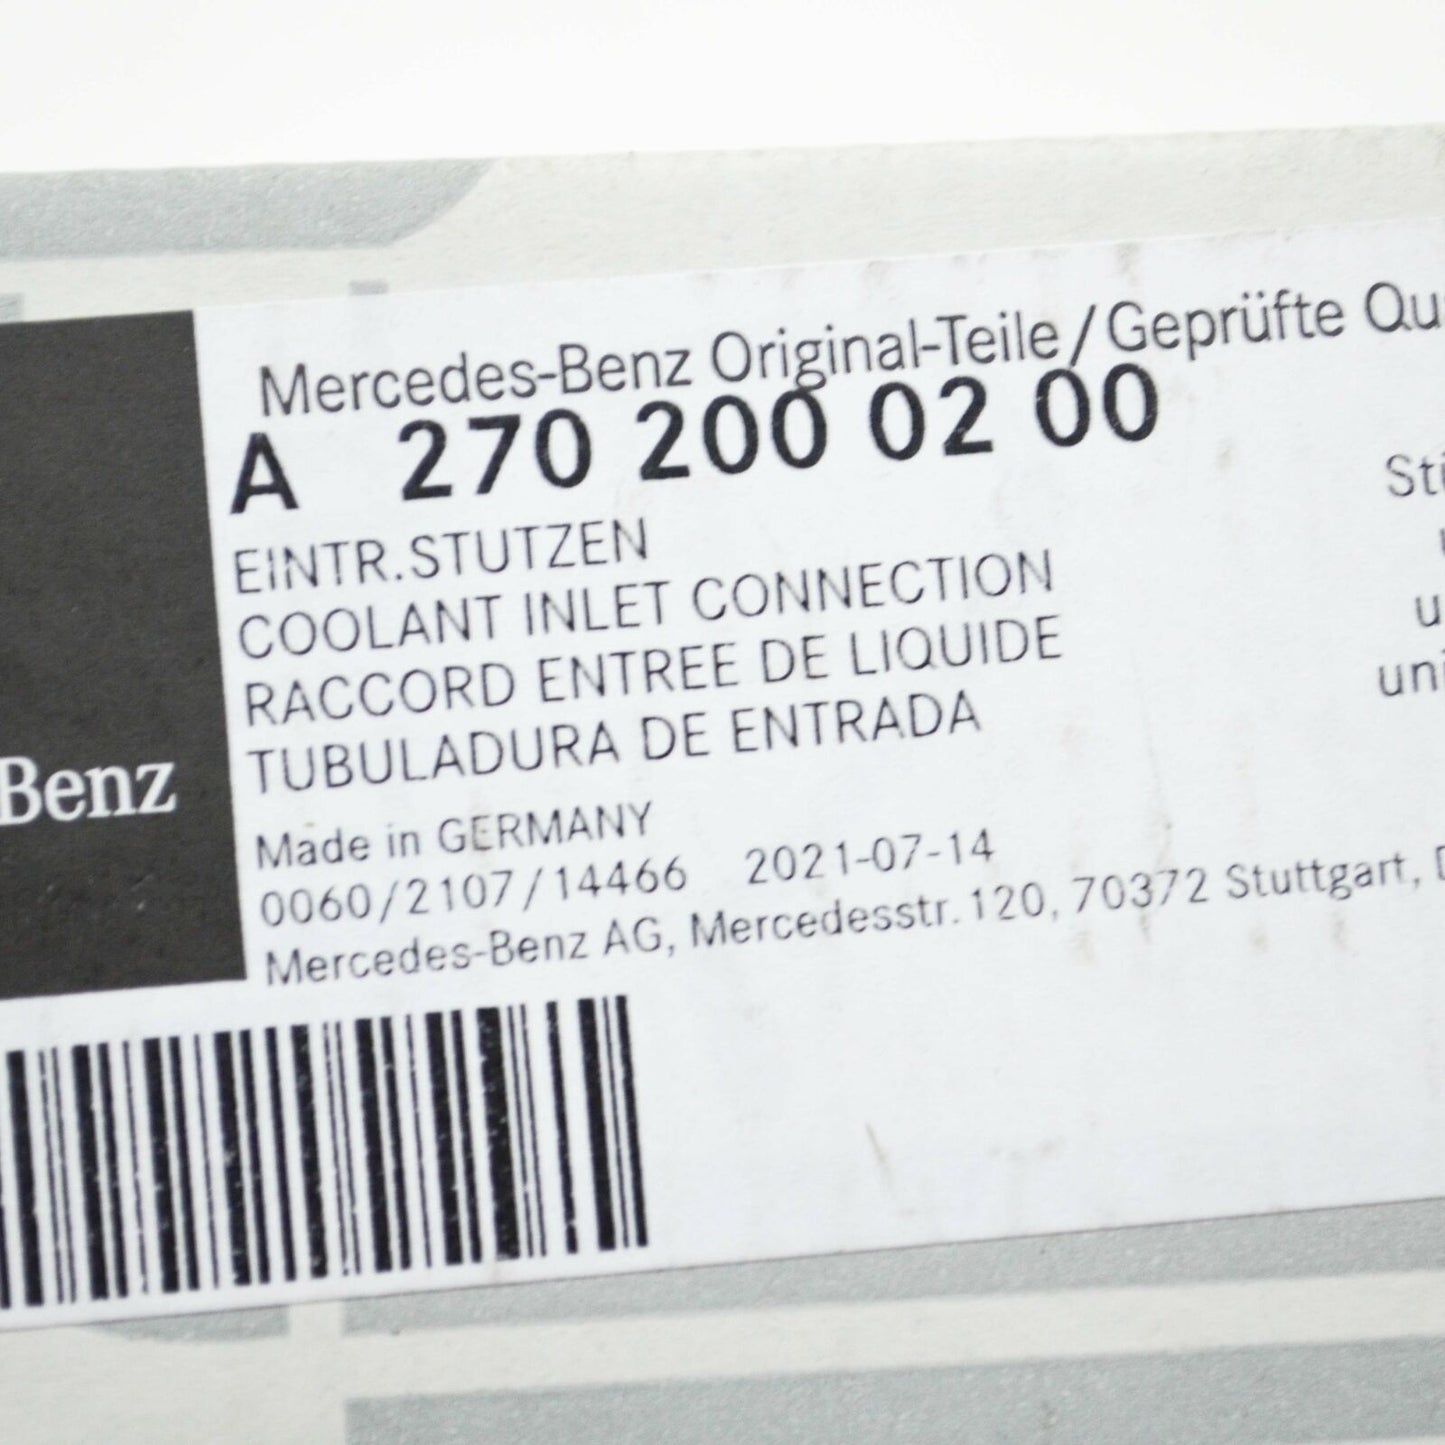 Mercedes-Benz Original-Teile/Geprüfte Qu
A 270 200 02 00
EINTR.STUTZEN
COOLANT INLET CONNECTION
RACCORD ENTREE DE LIQUIDE
TUBULADURA DE ENTRADA
Made in GERMANY
0060/2107/14466 2021-07-14
Mercedes-Benz AG, Mercedesstr. 120, 70372 Stuttgart,
Benz
Sti
u
uni